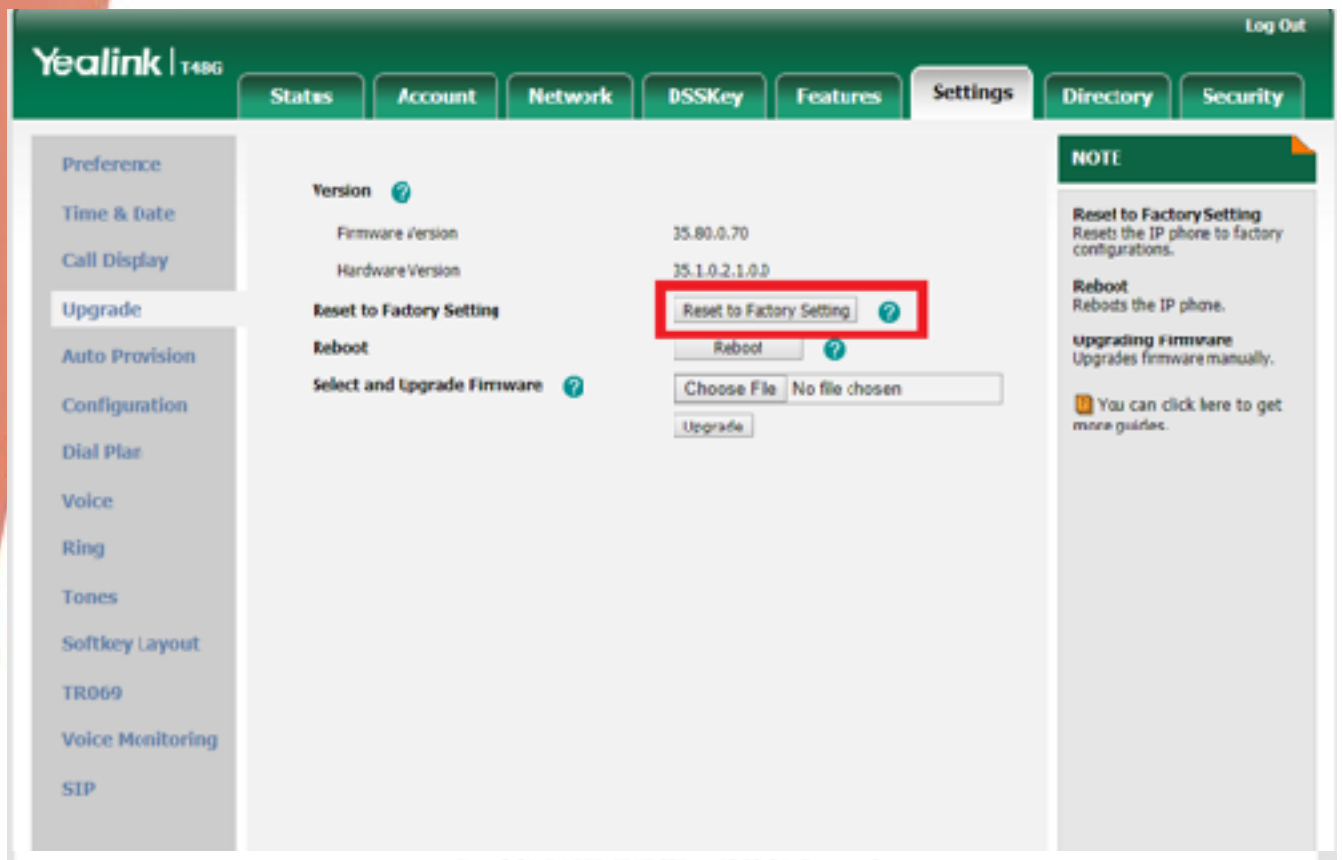 Log Out
Yealink | T48G
Status Account Network DSSKey Features Settings Directory Security
Preference
Time & Date
Call Display
Upgrade
Auto Provision
Configuration
Dial Plan
Voice
Ring
Tones
Softkey Layout
TR069
Voice Monitoring
SIP
Version ?
Firmware Version 35.80.0.70
Hardware Version 35.1.0.2.1.0.0
Reset to Factory Setting Reset to Factory Setting ?
Reboot Reboot ?
Select and Upgrade Firmware ? Choose File No file chosen
Upgrade
NOTE
Reset to Factory Setting
Resets the IP phone to factory
configurations.
Reboot
Reboots the IP phone.
Upgrading Firmware
Upgrades firmware manually.
You can click here to get
more guides.